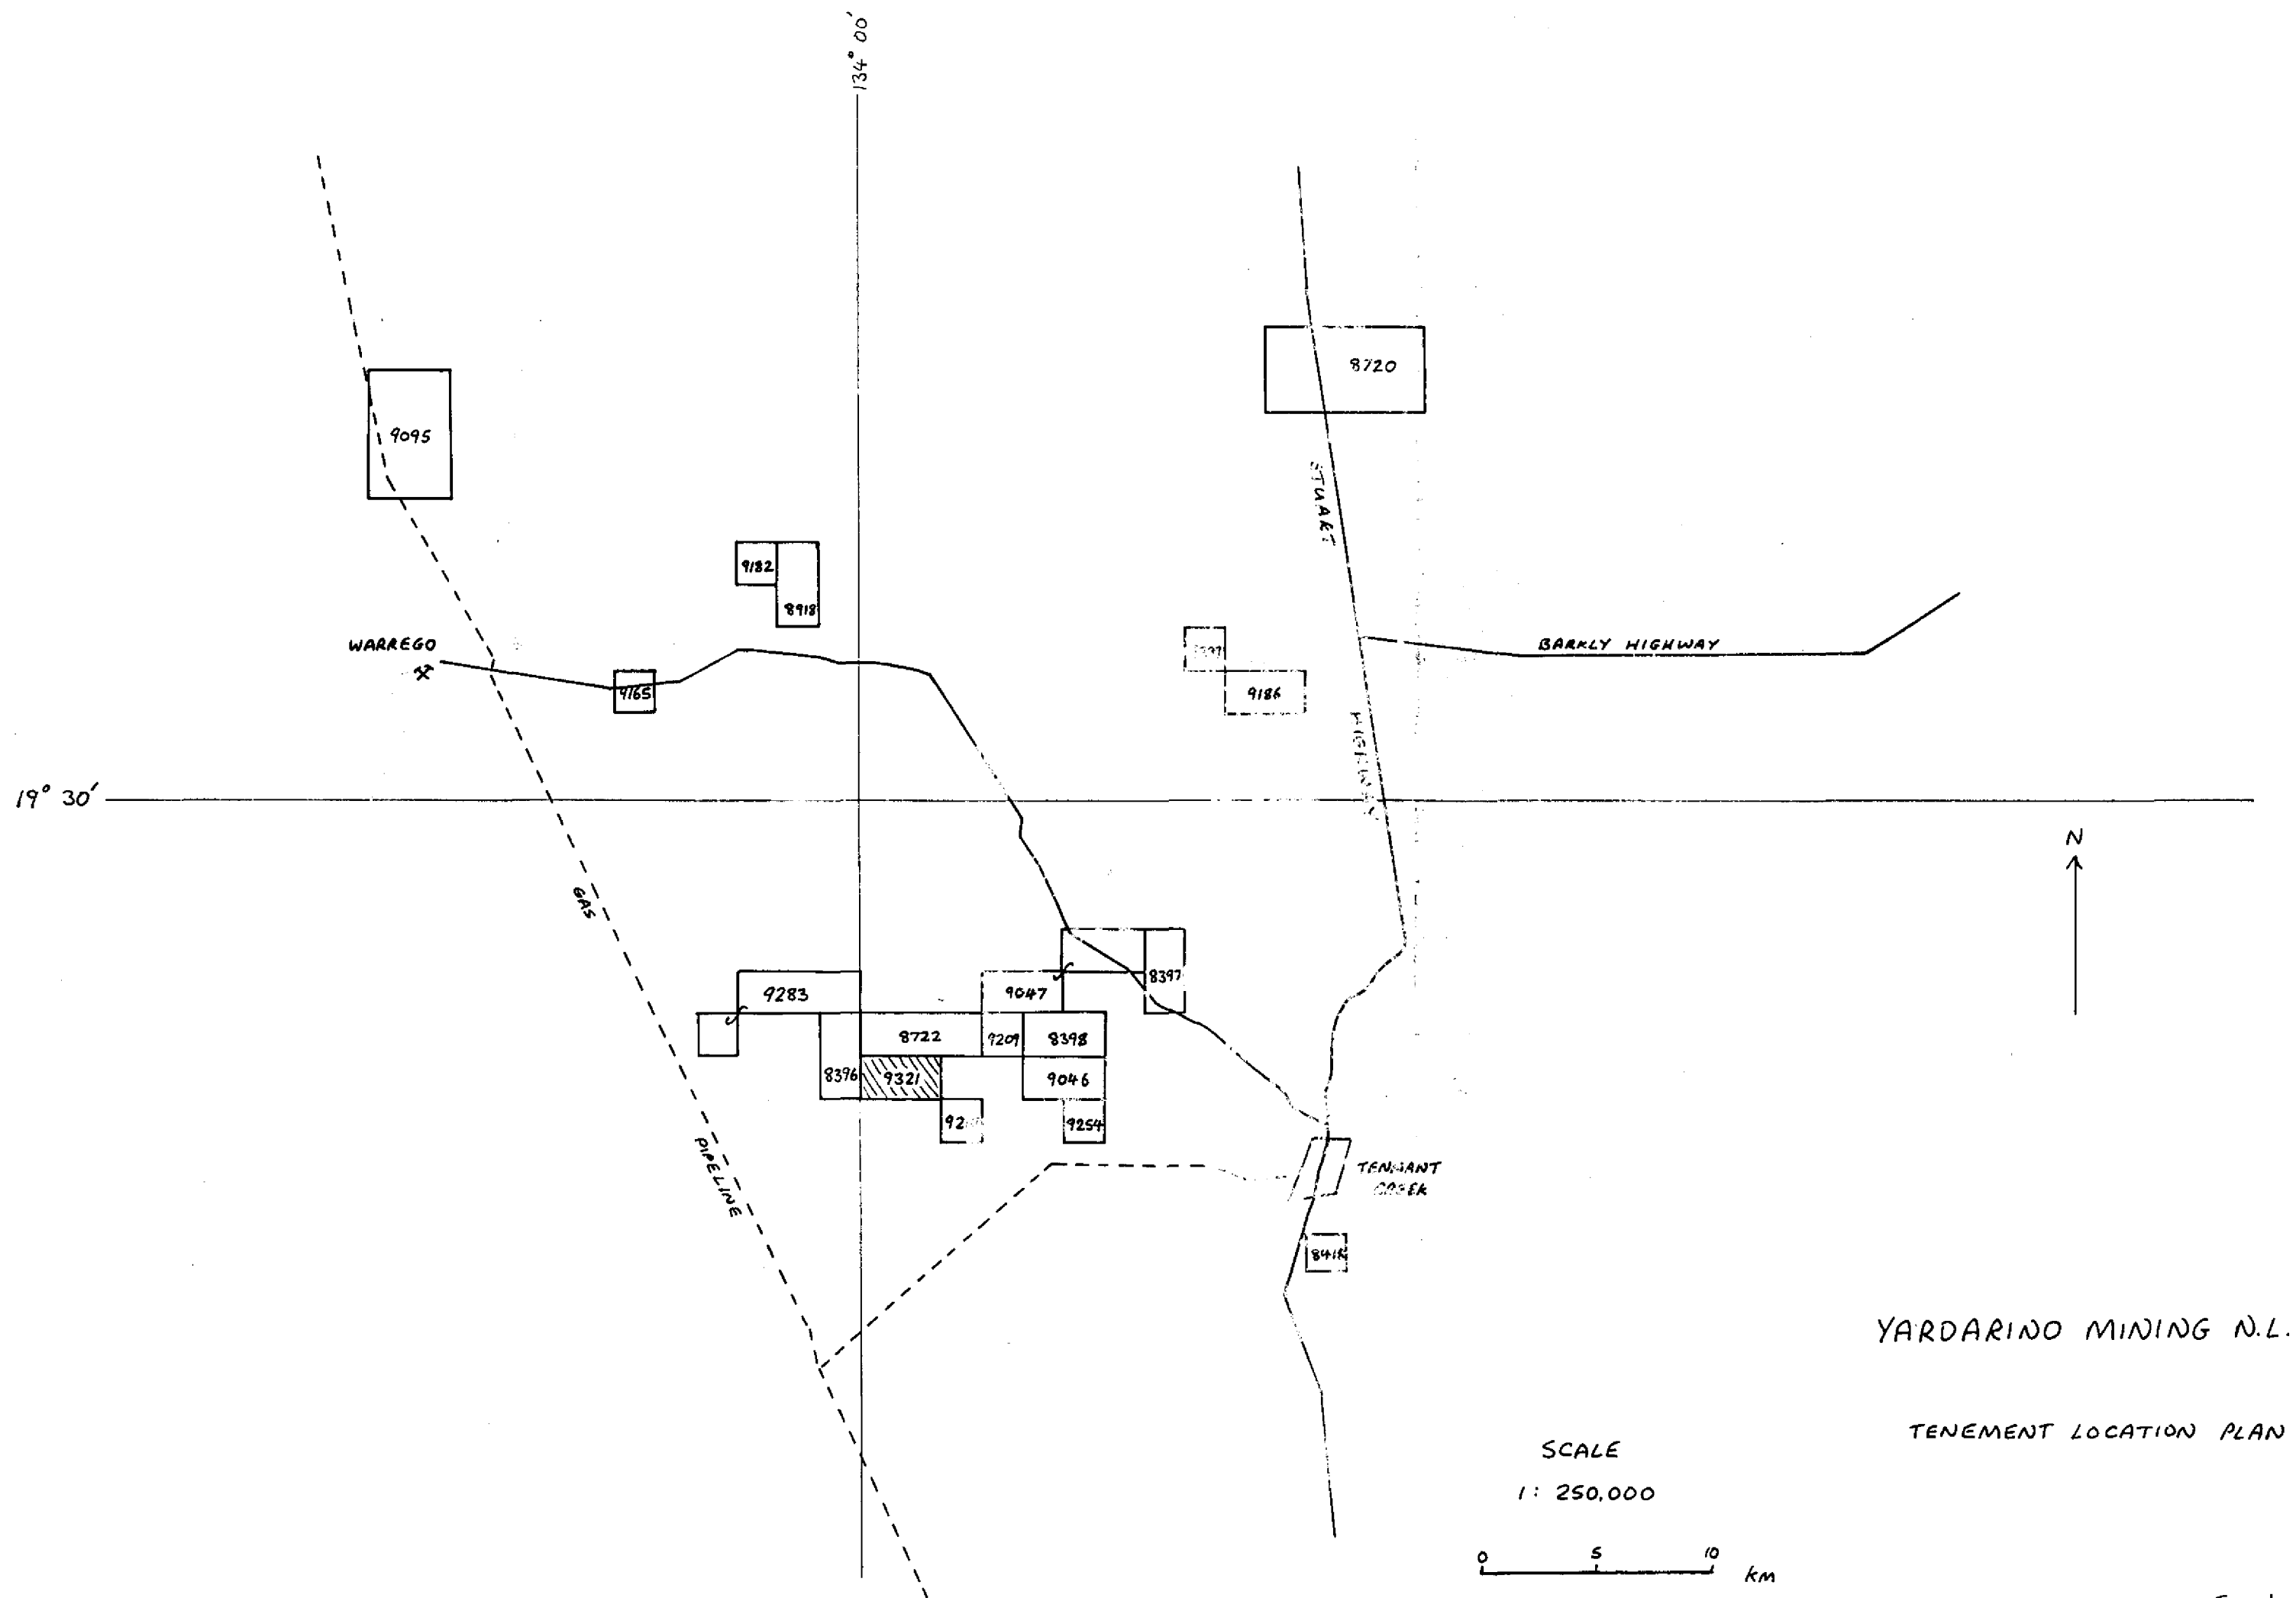 134° 00'
8720
9095
STUART
9182
8918
WARREGO
BARKLY HIGHWAY
9165
9186
HIGHWAY
19° 30'
N
GAS
8397
9283
9047
8722
9209
8398
8396
9321
9046
9254
PIPELINE
TENNANT
CREEK
YARDARINO MINING N.L.
TENEMENT LOCATION PLAN
SCALE
1: 250,000
0 5 10
km